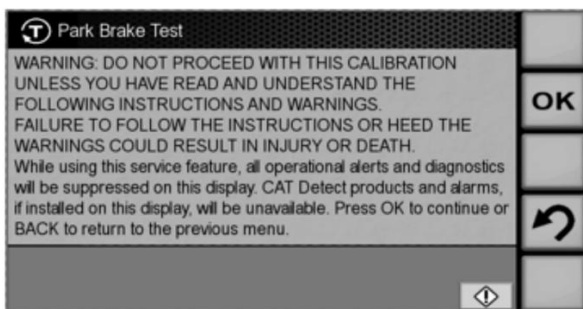 Park Brake Test
WARNING: DO NOT PROCEED WITH THIS CALIBRATION
UNLESS YOU HAVE READ AND UNDERSTAND THE
FOLLOWING INSTRUCTIONS AND WARNINGS.
FAILURE TO FOLLOW THE INSTRUCTIONS OR HEED THE
WARNINGS COULD RESULT IN INJURY OR DEATH.
While using this service feature, all operational alerts and diagnostics
will be suppressed on this display. CAT Detect products and alarms,
if installed on this display, will be unavailable. Press OK to continue or
BACK to return to the previous menu.
OK